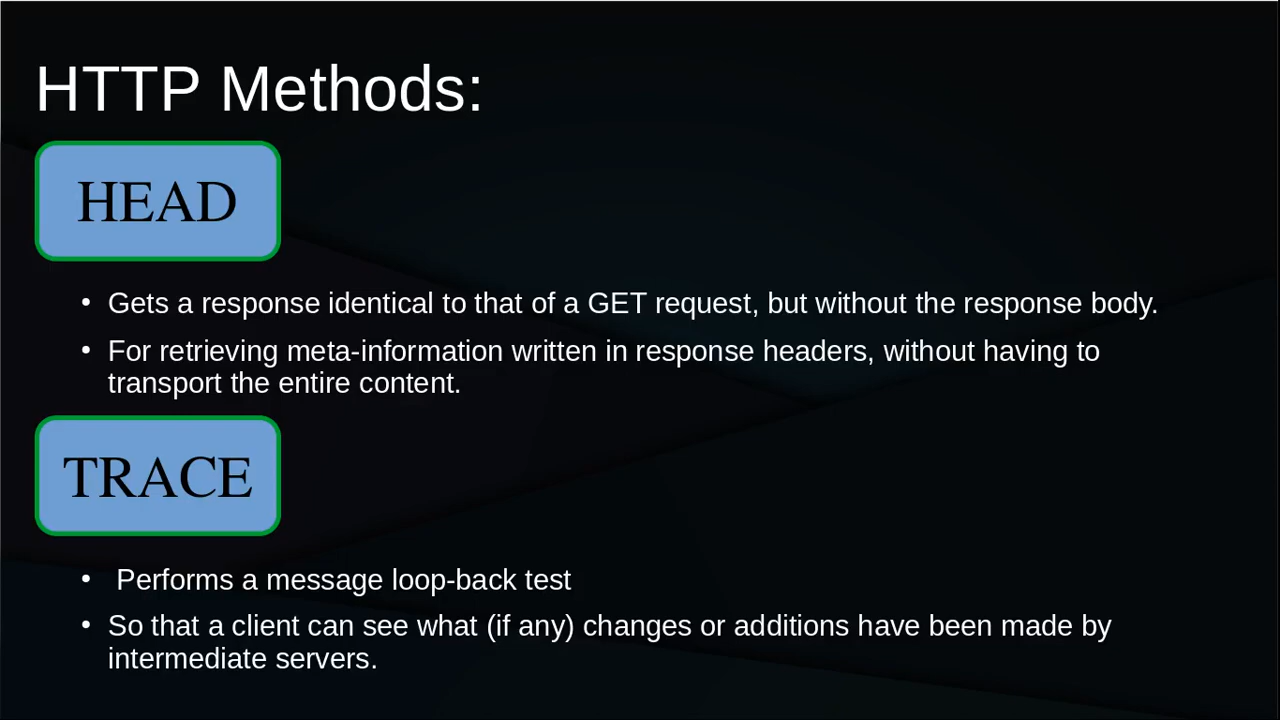 HTTP Methods:
HEAD
• Gets a response identical to that of a GET request, but without the response body.
• For retrieving meta-information written in response headers, without having to
transport the entire content.
TRACE
• Performs a message loop-back test
• So that a client can see what (if any) changes or additions have been made by
intermediate servers.